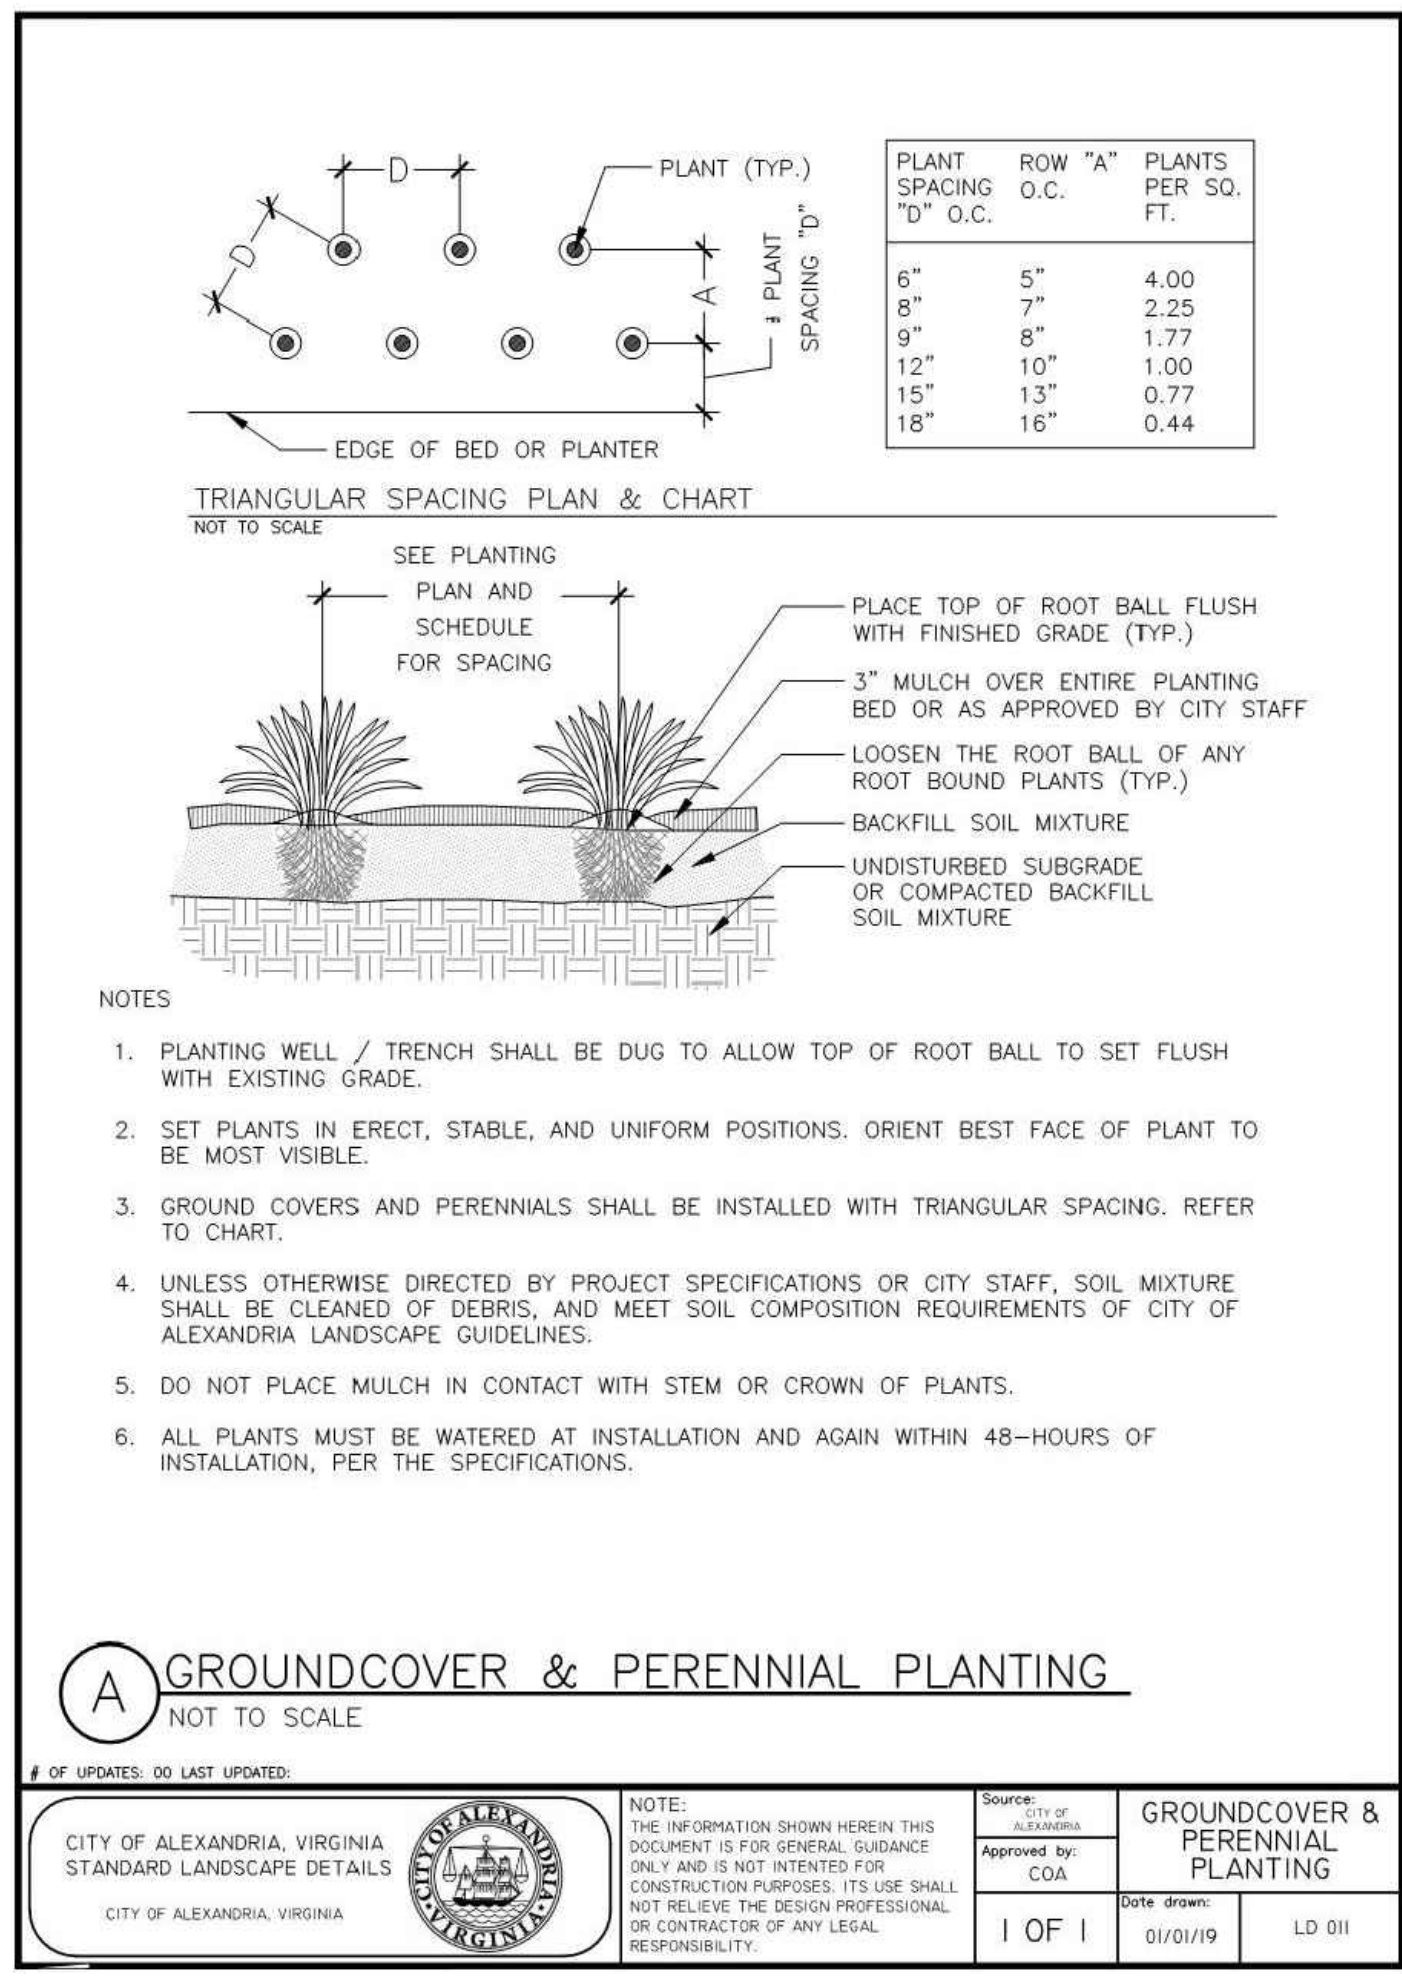 D
PLANT (TYP.)
D
A
PLANT
SPACING "D"
EDGE OF BED OR PLANTER
PLANT ROW "A" PLANTS
SPACING O.C. PER SQ.
"D" O.C. FT.
6" 5" 4.00
8" 7" 2.25
9" 8" 1.77
12" 10" 1.00
15" 13" 0.77
18" 16" 0.44
TRIANGULAR SPACING PLAN & CHART
NOT TO SCALE
SEE PLANTING
PLAN AND
SCHEDULE
FOR SPACING
PLACE TOP OF ROOT BALL FLUSH
WITH FINISHED GRADE (TYP.)
3" MULCH OVER ENTIRE PLANTING
BED OR AS APPROVED BY CITY STAFF
LOOSEN THE ROOT BALL OF ANY
ROOT BOUND PLANTS (TYP.)
BACKFILL SOIL MIXTURE
UNDISTURBED SUBGRADE
OR COMPACTED BACKFILL
SOIL MIXTURE
NOTES
1. PLANTING WELL / TRENCH SHALL BE DUG TO ALLOW TOP OF ROOT BALL TO SET FLUSH
WITH EXISTING GRADE.
2. SET PLANTS IN ERECT, STABLE, AND UNIFORM POSITIONS. ORIENT BEST FACE OF PLANT TO
BE MOST VISIBLE.
3. GROUND COVERS AND PERENNIALS SHALL BE INSTALLED WITH TRIANGULAR SPACING. REFER
TO CHART.
4. UNLESS OTHERWISE DIRECTED BY PROJECT SPECIFICATIONS OR CITY STAFF, SOIL MIXTURE
SHALL BE CLEANED OF DEBRIS, AND MEET SOIL COMPOSITION REQUIREMENTS OF CITY OF
ALEXANDRIA LANDSCAPE GUIDELINES.
5. DO NOT PLACE MULCH IN CONTACT WITH STEM OR CROWN OF PLANTS.
6. ALL PLANTS MUST BE WATERED AT INSTALLATION AND AGAIN WITHIN 48-HOURS OF
INSTALLATION, PER THE SPECIFICATIONS.
A
GROUNDCOVER & PERENNIAL PLANTING
NOT TO SCALE
# OF UPDATES: 00 LAST UPDATED:
CITY OF ALEXANDRIA, VIRGINIA
STANDARD LANDSCAPE DETAILS
CITY OF ALEXANDRIA, VIRGINIA
CITY OF ALEXANDRIA
VIRGINIA
NOTE:
THE INFORMATION SHOWN HEREIN THIS
DOCUMENT IS FOR GENERAL GUIDANCE
ONLY AND IS NOT INTENTED FOR
CONSTRUCTION PURPOSES. ITS USE SHALL
NOT RELIEVE THE DESIGN PROFESSIONAL
OR CONTRACTOR OF ANY LEGAL
RESPONSIBILITY.
Source:
CITY OF
ALEXANDRIA
Approved by:
COA
1 OF 1
GROUNDCOVER &
PERENNIAL
PLANTING
Date drawn:
01/01/19
LD 011